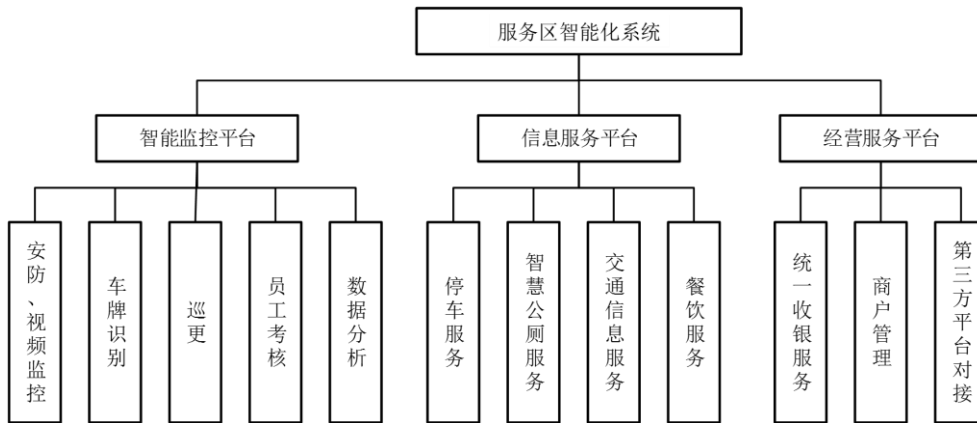 服务区智能化系统
智能监控平台
信息服务平台
经营服务平台
安防、视频监控
车牌识别
巡更
员工考核
数据分析
停车服务
智慧公厕服务
交通信息服务
餐饮服务
统一收银服务
商户管理
第三方平台对接